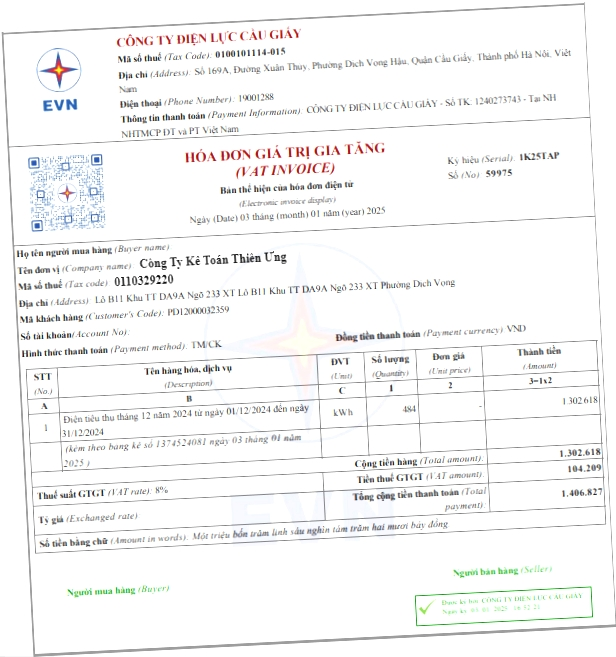 EVN
CÔNG TY ĐIỆN LỰC CẦU GIẤY
Mã số thuế (Tax Code): 0100101114-015
Địa chỉ (Address): Số 169A, Đường Xuân Thuỷ, Phường Dịch Vọng Hậu, Quận Cầu Giấy, Thành phố Hà Nội, Việt
Nam
Điện thoại (Phone Number): 19001288
Thông tin thanh toán (Payment Information): CÔNG TY ĐIỆN LỰC CẦU GIẤY - Số TK: 1240273743 - Tại NH
NHTMCP ĐT và PT Việt Nam
HÓA ĐƠN GIÁ TRỊ GIA TĂNG
(VAT INVOICE)
Bản thể hiện của hóa đơn điện tử
(Electronic invoice display)
Ngày (Date) 03 tháng (month) 01 năm (year) 2025
Ký hiệu (Serial): 1K25TAP
Số (No) 59975
Họ tên người mua hàng (Buyer name)
Tên đơn vị (Company name) Công Ty Kế Toán Thiên Ưng
Mã số thuế (Tax code) 0110329220
Địa chỉ (Address) Lô B11 Khu TT DA9A Ngõ 233 XT Lô B11 Khu TT DA9A Ngõ 233 XT Phường Dịch Vọng
Mã khách hàng (Customer's Code): PD12000032359
Số tài khoản(Account No):
Hình thức thanh toán (Payment method): TM/CK
Đồng tiền thanh toán (Payment currency) VND
STT Tên hàng hóa, dịch vụ ĐVT Số lượng Đơn giá Thành tiền
(No.) (Description) (Unit) (Quantity) (Unit price) (Amount)
A B C 1 2 3=1x2
1 Điện tiêu thụ tháng 12 năm 2024 từ ngày 01/12/2024 đến ngày kWh 484 - 1302618
31/12/2024
(kèm theo bảng kê số 1374524081 ngày 03 tháng 01 năm
2025 )
Cộng tiền hàng (Total amount): 1.302.618
Thuế suất GTGT (VAT rate): 8% Tiền thuế GTGT (VAT amount) 104.209
Tỷ giá (Exchanged rate) Tổng cộng tiền thanh toán (Total 1.406.827
payment)
Số tiền bằng chữ (Amount in words): Một triệu bốn trăm linh sáu nghìn tám trăm hai mươi bảy đồng
EVN
Người mua hàng (Buyer)
Người bán hàng (Seller)
CÔNG TY ĐIỆN LỰC CẦU GIẤY